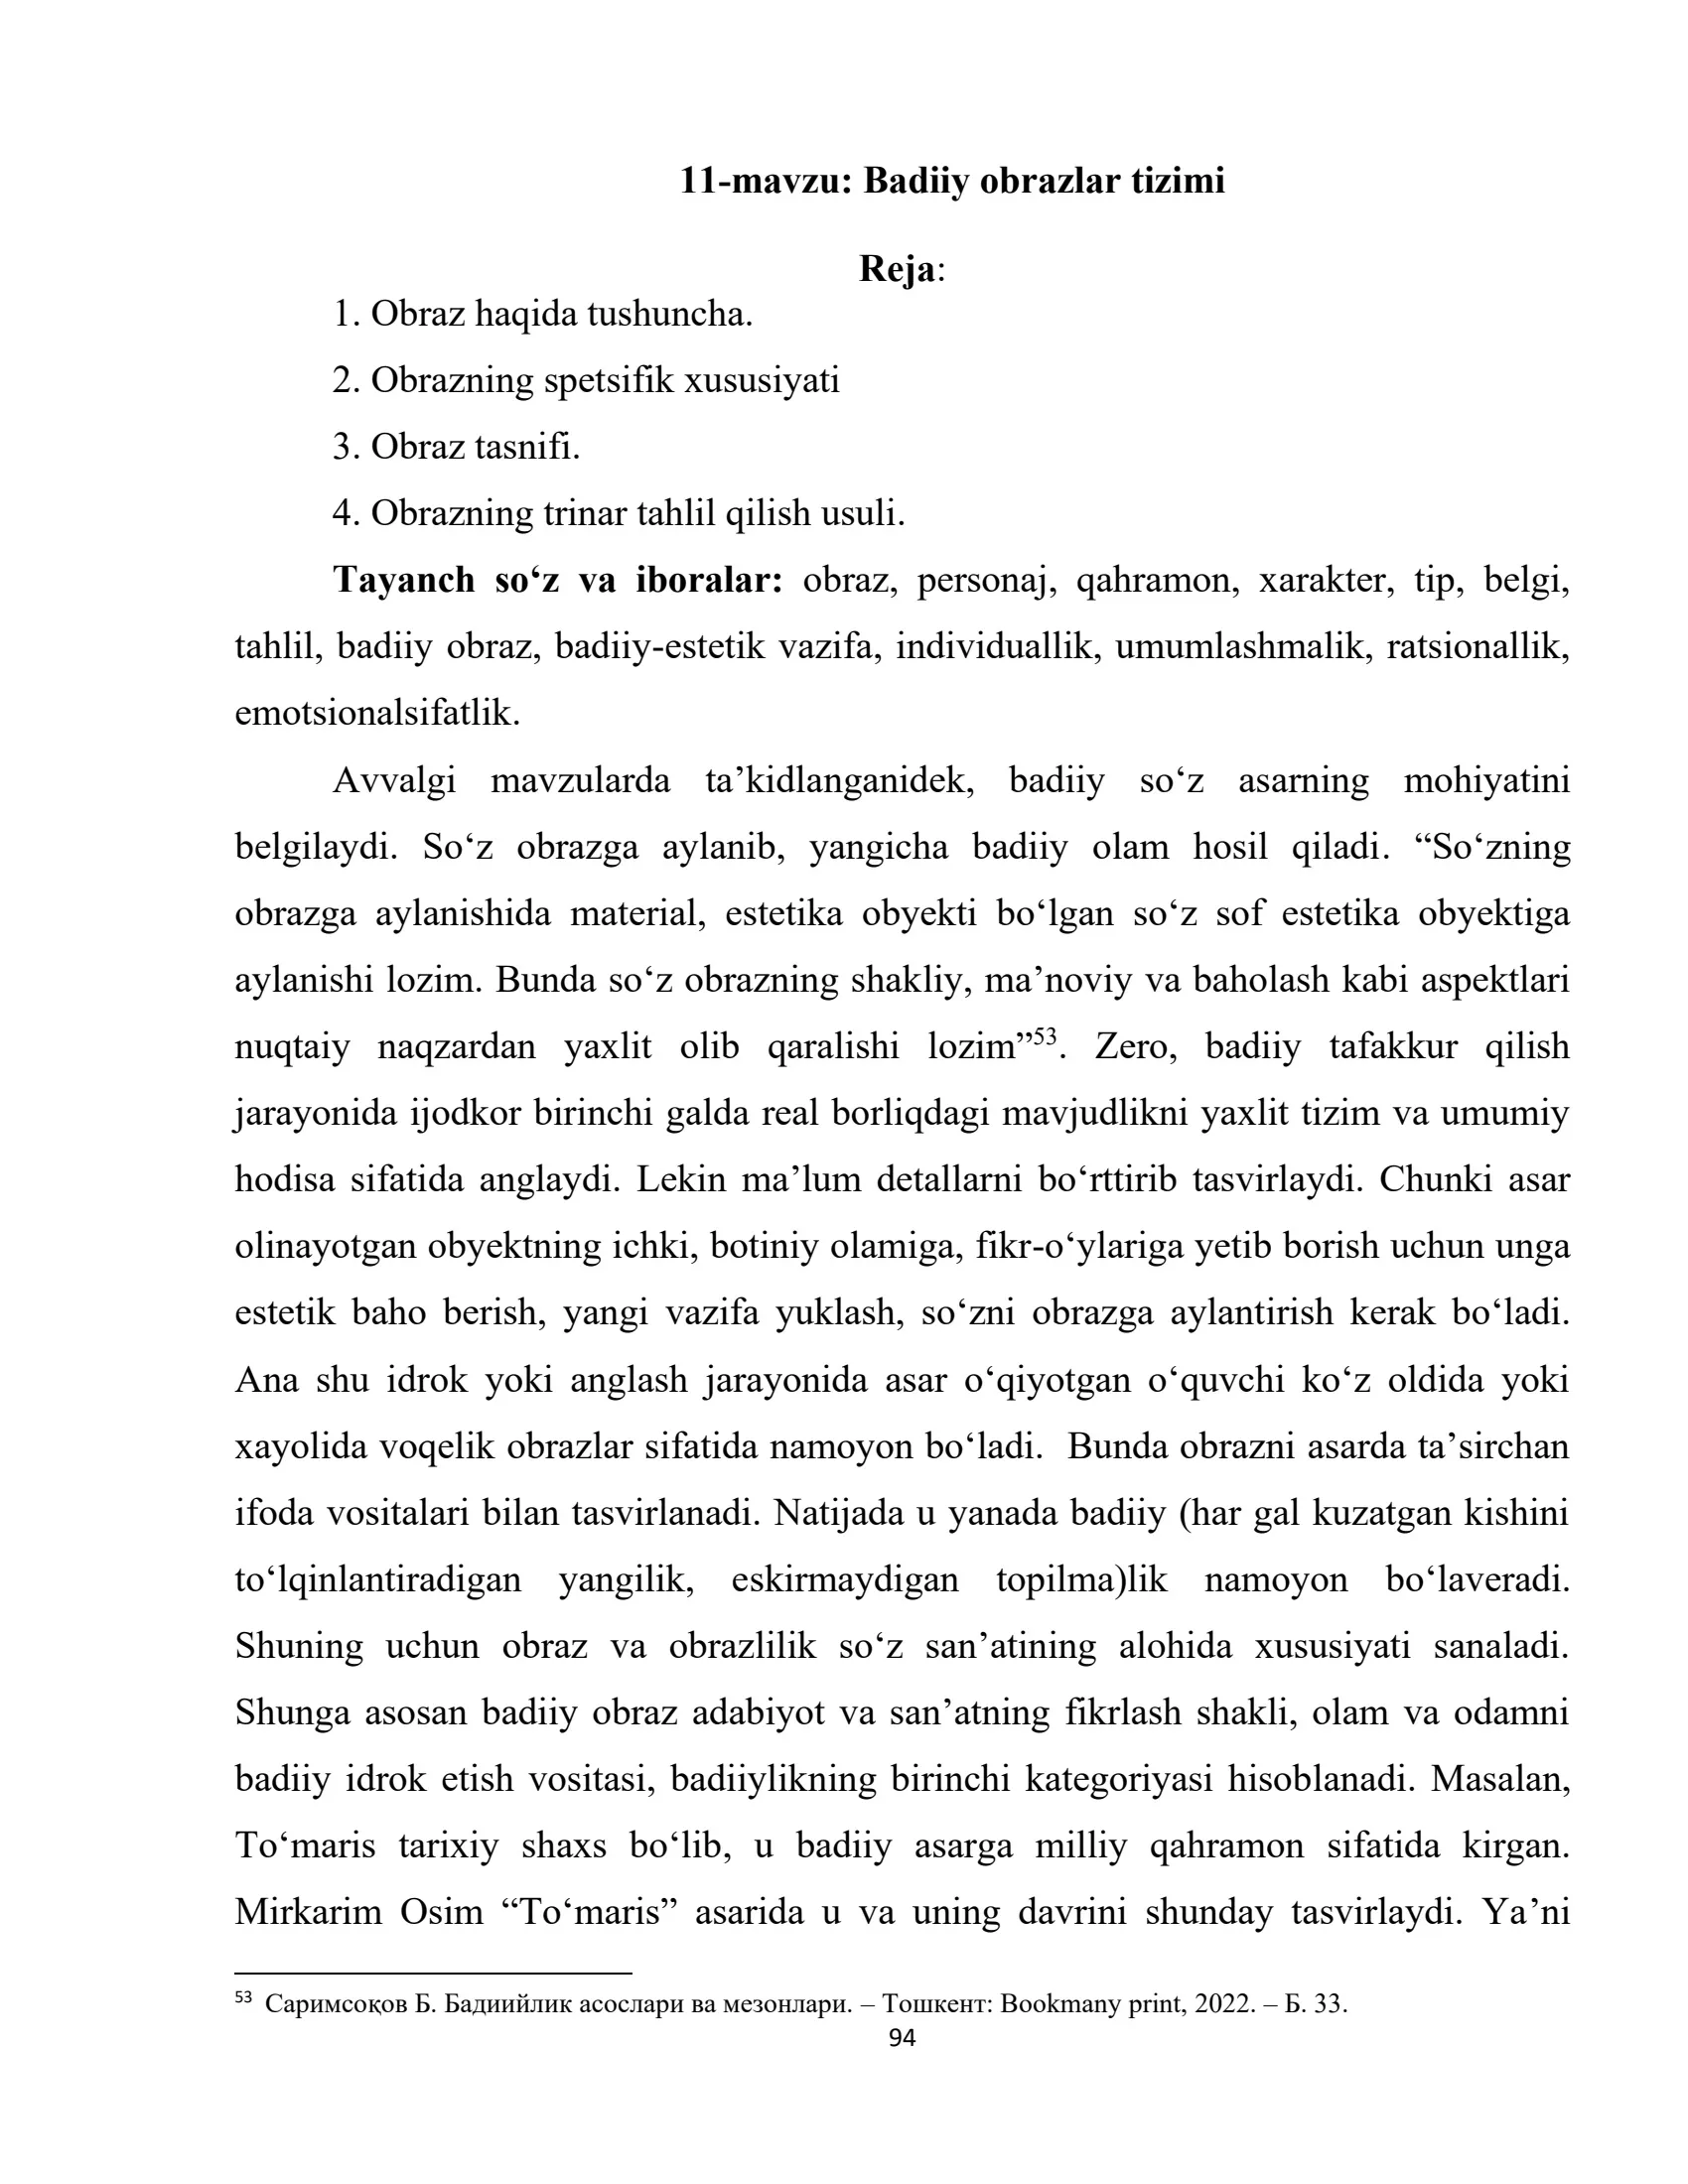 11-mavzu: Badiiy obrazlar tizimi
Reja:
1. Obraz haqida tushuncha.
2. Obrazning spetsifik xususiyati
3. Obraz tasnifi.
4. Obrazning trinar tahlil qilish usuli.
Tayanch so‘z va iboralar: obraz, personaj, qahramon, xarakter, tip, belgi,
tahlil, badiiy obraz, badiiy-estetik vazifa, individuallik, umumlashmalik, ratsionallik,
emotsionalsifatlik.
Avvalgi mavzularda ta’kidlanganidek, badiiy so‘z asarning mohiyatini
belgilaydi. So‘z obrazga aylanib, yangicha badiiy olam hosil qiladi. “So‘zning
obrazga aylanishida material, estetika obyekti bo‘lgan so‘z sof estetika obyektiga
aylanishi lozim. Bunda so‘z obrazning shakliy, ma’noviy va baholash kabi aspektlari
nuqtaiy naqzardan yaxlit olib qaralishi lozim”53. Zero, badiiy tafakkur qilish
jarayonida ijodkor birinchi galda real borliqdagi mavjudlikni yaxlit tizim va umumiy
hodisa sifatida anglaydi. Lekin ma’lum detallarni bo‘rttirib tasvirlaydi. Chunki asar
olinayotgan obyektning ichki, botiniy olamiga, fikr-o‘ylariga yetib borish uchun unga
estetik baho berish, yangi vazifa yuklash, so‘zni obrazga aylantirish kerak bo‘ladi.
Ana shu idrok yoki anglash jarayonida asar o‘qiyotgan o‘quvchi ko‘z oldida yoki
xayolida voqelik obrazlar sifatida namoyon bo‘ladi.  Bunda obrazni asarda ta’sirchan
ifoda vositalari bilan tasvirlanadi. Natijada u yanada badiiy (har gal kuzatgan kishini
to‘lqinlantiradigan yangilik, eskirmaydigan topilma)lik namoyon bo‘laveradi.
Shuning uchun obraz va obrazlilik so‘z san’atining alohida xususiyati sanaladi.
Shunga asosan badiiy obraz adabiyot va san’atning fikrlash shakli, olam va odamni
badiiy idrok etish vositasi, badiiylikning birinchi kategoriyasi hisoblanadi. Masalan,
To‘maris tarixiy shaxs bo‘lib, u badiiy asarga milliy qahramon sifatida kirgan.
Mirkarim Osim “To‘maris” asarida u va uning davrini shunday tasvirlaydi. Ya’ni
53 Саримсоқов Б. Бадиийлик асослари ва мезонлари. – Тошкент: Bookmany print, 2022. – Б. 33.
94